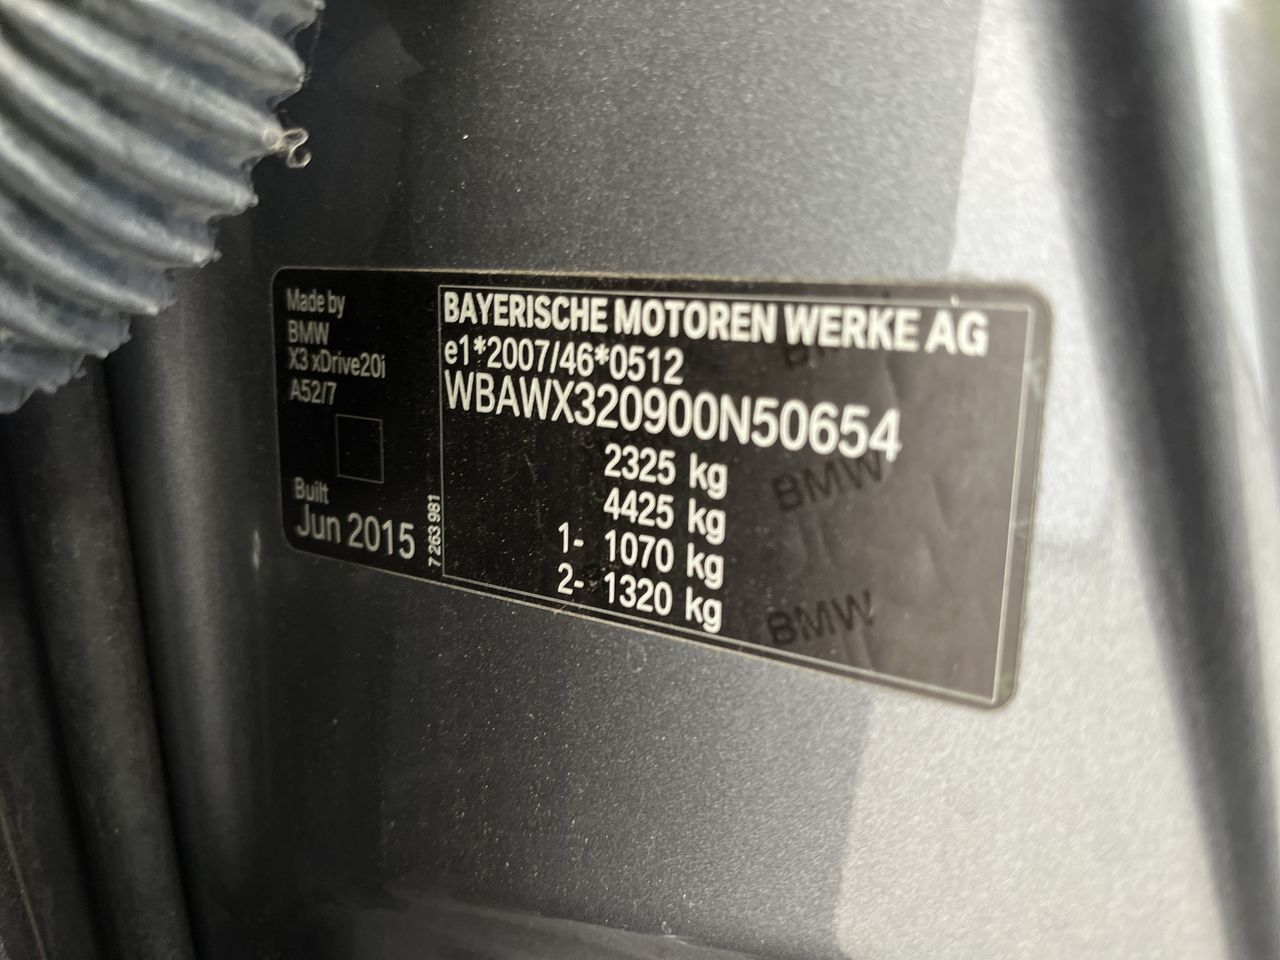 Made by
BMW
X3 xDrive20i
A52/7
Built
Jun 2015
7 263 981
BAYERISCHE MOTOREN WERKE AG
e1*2007/46*0512
WBAWX320900N50654
2325 kg
4425 kg
1- 1070 kg
2- 1320 kg
BMW
BMW
BMW